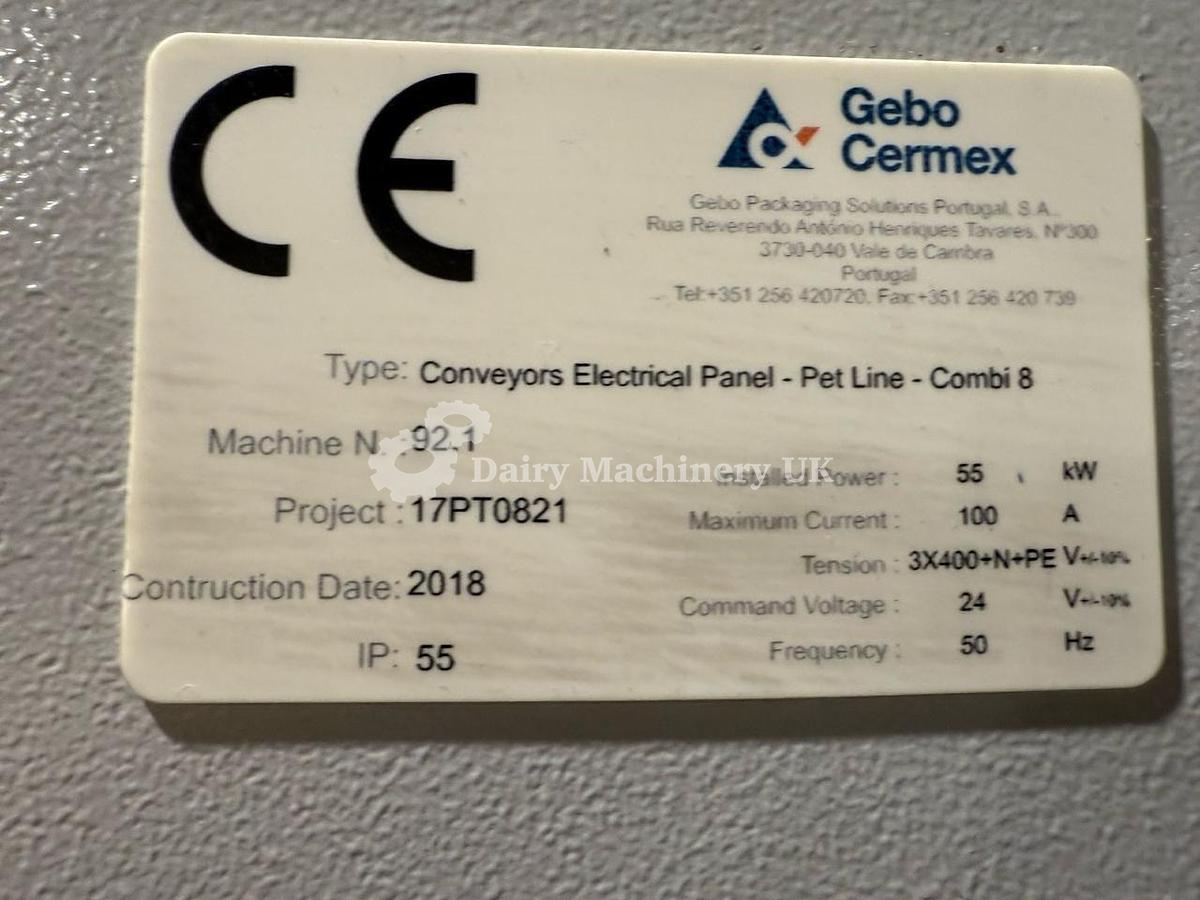 CE
Gebo
Cermex
Gebo Packaging Solutions Portugal, S.A.
Rua Reverendo António Henriques Tavares, Nº300
3730-040 Vale de Cambra
Portugal
Tel:+351 256 420720, Fax:+351 256 420 739
Type: Conveyors Electrical Panel - Pet Line - Combi 8
Machine N. :92.1
Dairy Machinery UK
Installed Power : 55 kW
Project : 17PT0821
Maximum Current : 100 A
Tension : 3X400+N+PE V+/-10%
Contruction Date: 2018
Command Voltage : 24 V+/-10%
Frequency : 50 Hz
IP: 55